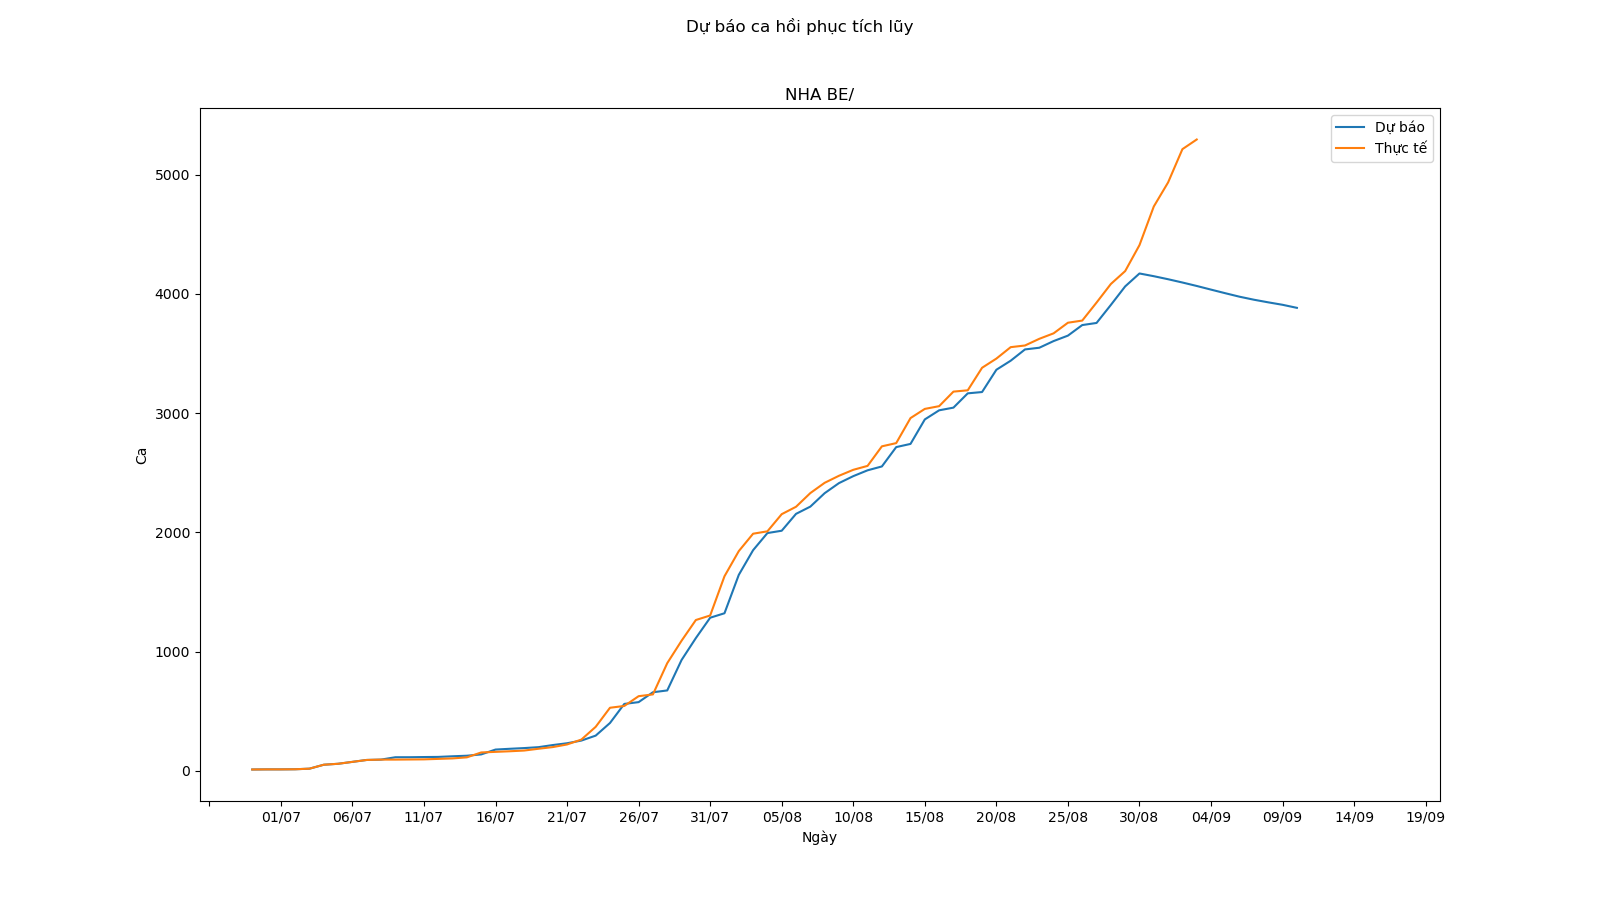 Dự báo ca hồi phục tích lũy
NHA BE/
Dự báo
Thực tế
5000
4000
3000
2000
1000
0
Ca
01/07 06/07 11/07 16/07 21/07 26/07 31/07 05/08 10/08 15/08 20/08 25/08 30/08 04/09 09/09 14/09 19/09
Ngày